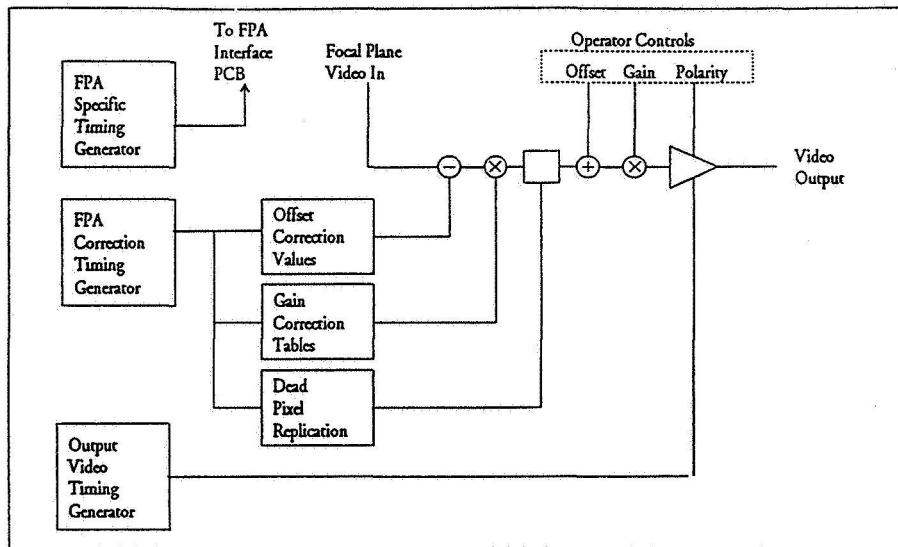 To FPA
Interface
PCB
Focal Plane
Video In
Operator Controls
Offset Gain Polarity
FPA
Specific
Timing
Generator
Video
Output
FPA
Correction
Timing
Generator
Offset
Correction
Values
Gain
Correction
Tables
Dead
Pixel
Replication
Output
Video
Timing
Generator